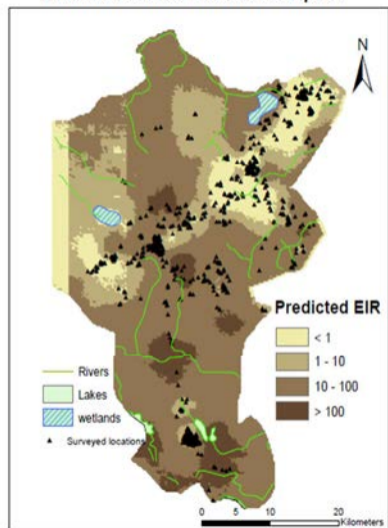 N
Predicted EIR
< 1
1 - 10
10 - 100
> 100
Rivers
Lakes
wetlands
Surveyed locations
0 5 10 20
Kilometers